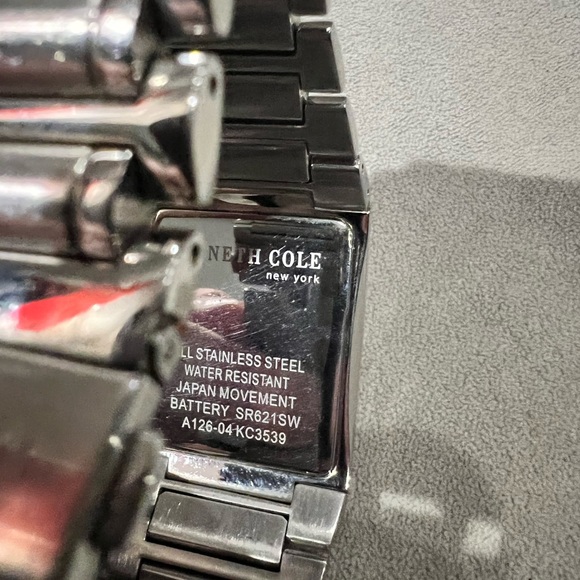 NETH COLE
new york
LL STAINLESS STEEL
WATER RESISTANT
JAPAN MOVEMENT
BATTERY SR621SW
A126-04 KC3539